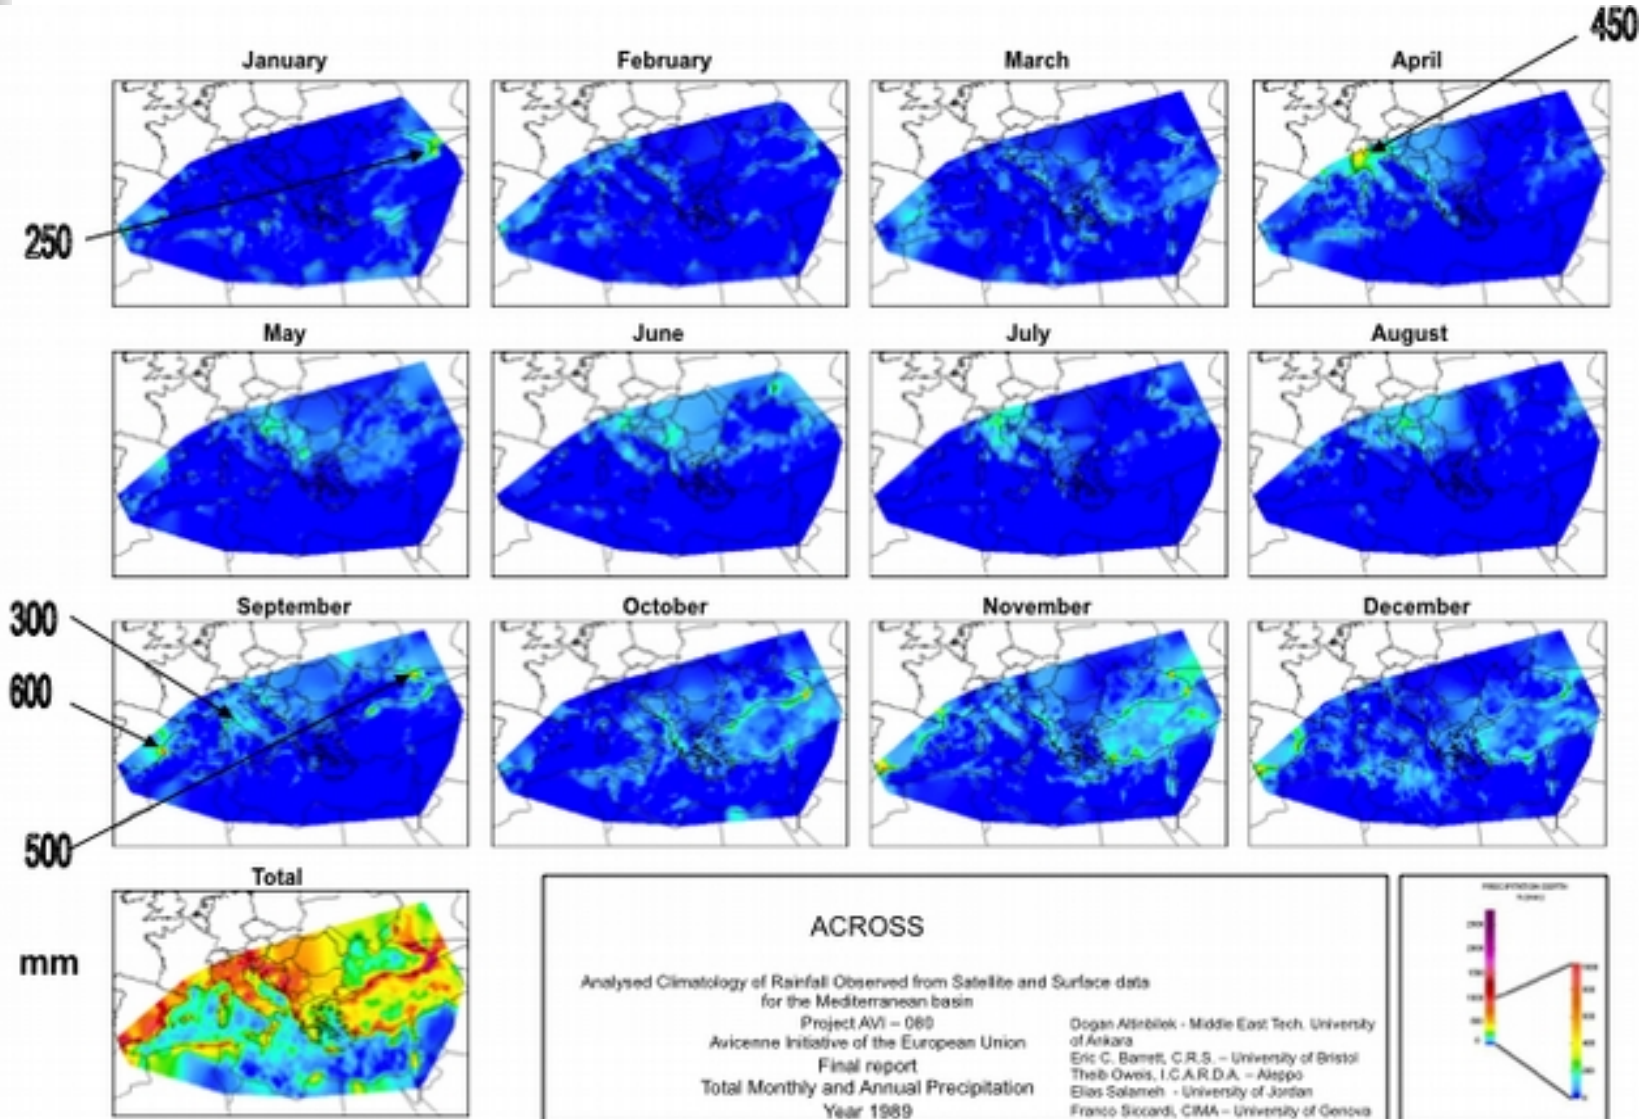 450
January
February
March
April
250
May
June
July
August
300
September
October
November
December
600
500
Total
mm
ACROSS
Analysed Climatology of Rainfall Observed from Satellite and Surface data
for the Mediterranean basin
Project AVI – 080
Avicenne Initiative of the European Union
Final report
Total Monthly and Annual Precipitation
Year 1989
Dogan Altinbilek - Middle East Tech. University
of Ankara
Eric C. Barrett, C.R.S. – University of Bristol
Theib Oweis, I.C.A.R.D.A. – Aleppo
Elias Salameh - University of Jordan
Franco Siccardi, CIMA – University of Genova
PRECIPITATION DEPTH